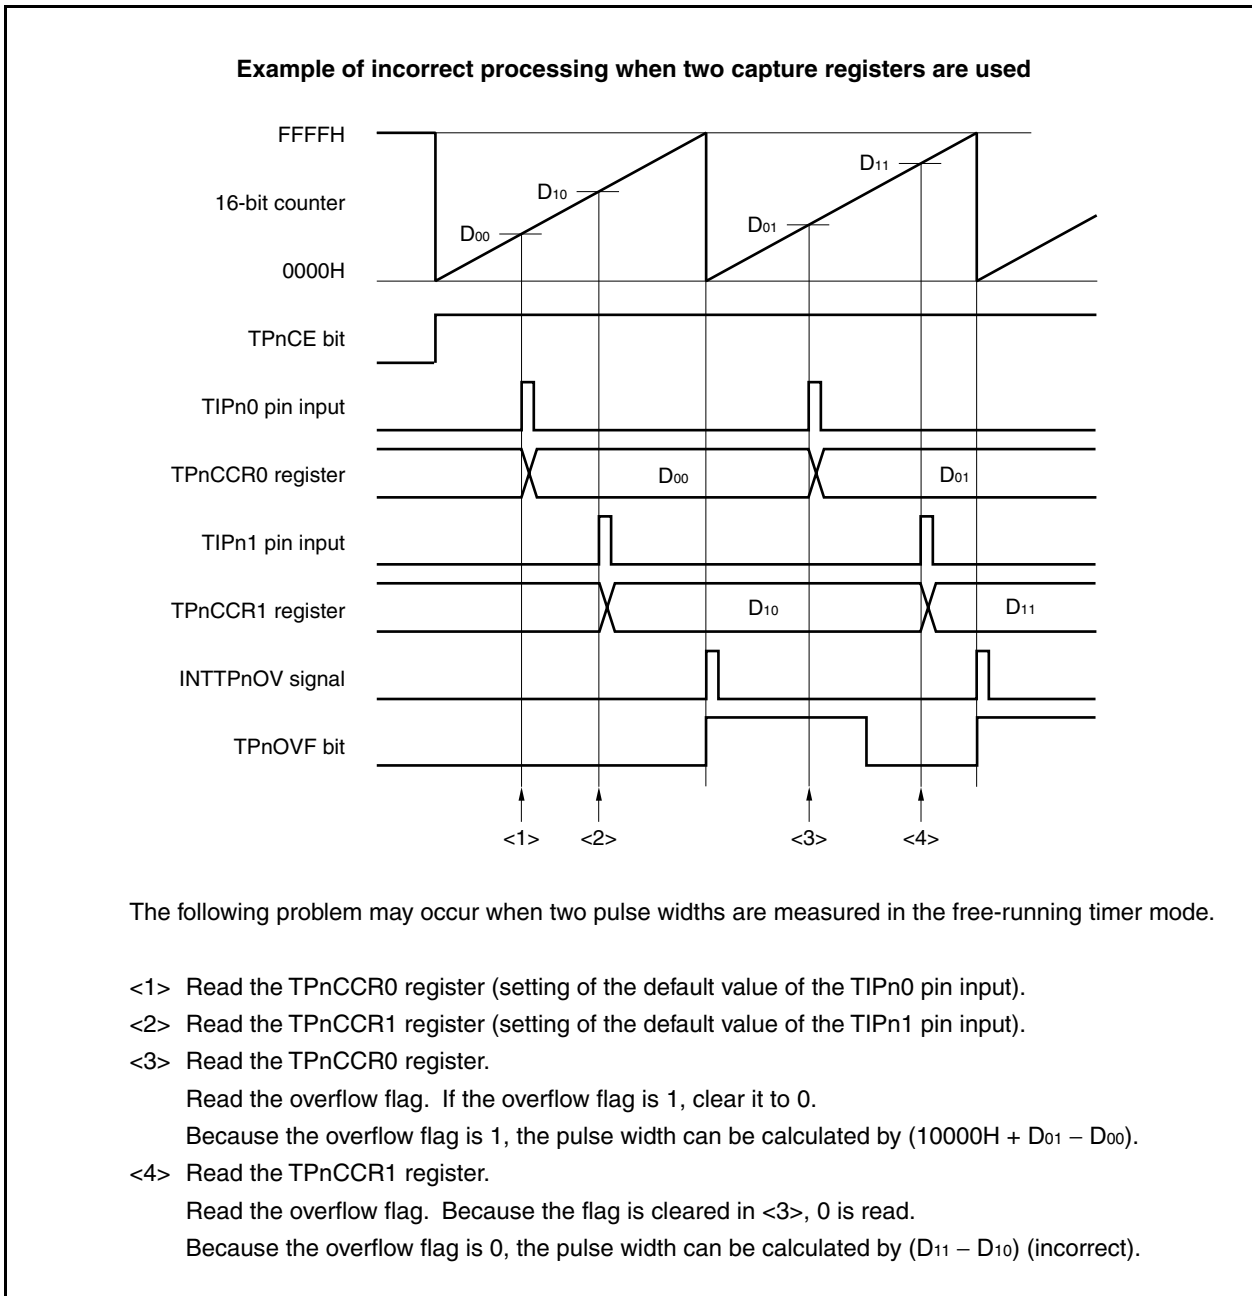 Example of incorrect processing when two capture registers are used
FFFFH
D11
D10
16-bit counter
D01
D00
0000H
TPnCE bit
TIPn0 pin input
TPnCCR0 register
D00
D01
TIPn1 pin input
TPnCCR1 register
D10
D11
INTTPnOV signal
TPnOVF bit
<1> <2> <3> <4>
The following problem may occur when two pulse widths are measured in the free-running timer mode.
<1> Read the TPnCCR0 register (setting of the default value of the TIPn0 pin input).
<2> Read the TPnCCR1 register (setting of the default value of the TIPn1 pin input).
<3> Read the TPnCCR0 register.
Read the overflow flag. If the overflow flag is 1, clear it to 0.
Because the overflow flag is 1, the pulse width can be calculated by (10000H + D01 − D00).
<4> Read the TPnCCR1 register.
Read the overflow flag. Because the flag is cleared in <3>, 0 is read.
Because the overflow flag is 0, the pulse width can be calculated by (D11 − D10) (incorrect).